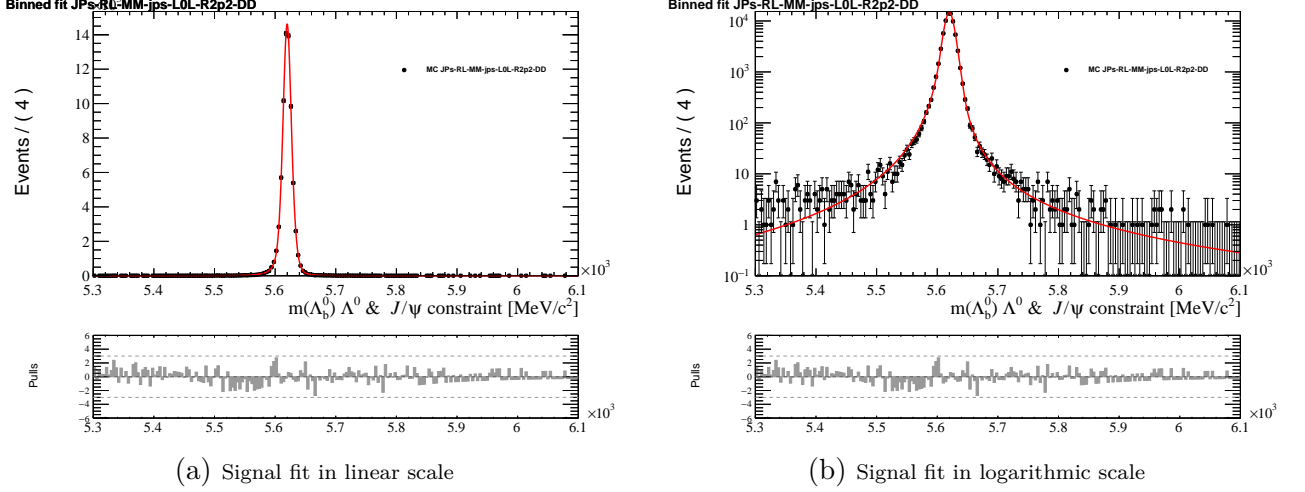 Binned fit JPs-RL-MM-jps-L0L-R2p2-DD
Events / ( 4 )
14
12
10
8
6
4
2
0
MC JPs-RL-MM-jps-L0L-R2p2-DD
5.3 5.4 5.5 5.6 5.7 5.8 5.9 6 6.1
×10³
m(Λ_b^0) Λ^0 & J/ψ constraint [MeV/c²]
Pulls
6
4
2
0
−2
−4
−6
5.3 5.4 5.5 5.6 5.7 5.8 5.9 6 6.1
×10³
(a) Signal fit in linear scale
Binned fit JPs-RL-MM-jps-L0L-R2p2-DD
Events / ( 4 )
10⁴
10³
10²
10
1
10⁻¹
MC JPs-RL-MM-jps-L0L-R2p2-DD
5.3 5.4 5.5 5.6 5.7 5.8 5.9 6 6.1
×10³
m(Λ_b^0) Λ^0 & J/ψ constraint [MeV/c²]
Pulls
6
4
2
0
−2
−4
−6
5.3 5.4 5.5 5.6 5.7 5.8 5.9 6 6.1
×10³
(b) Signal fit in logarithmic scale